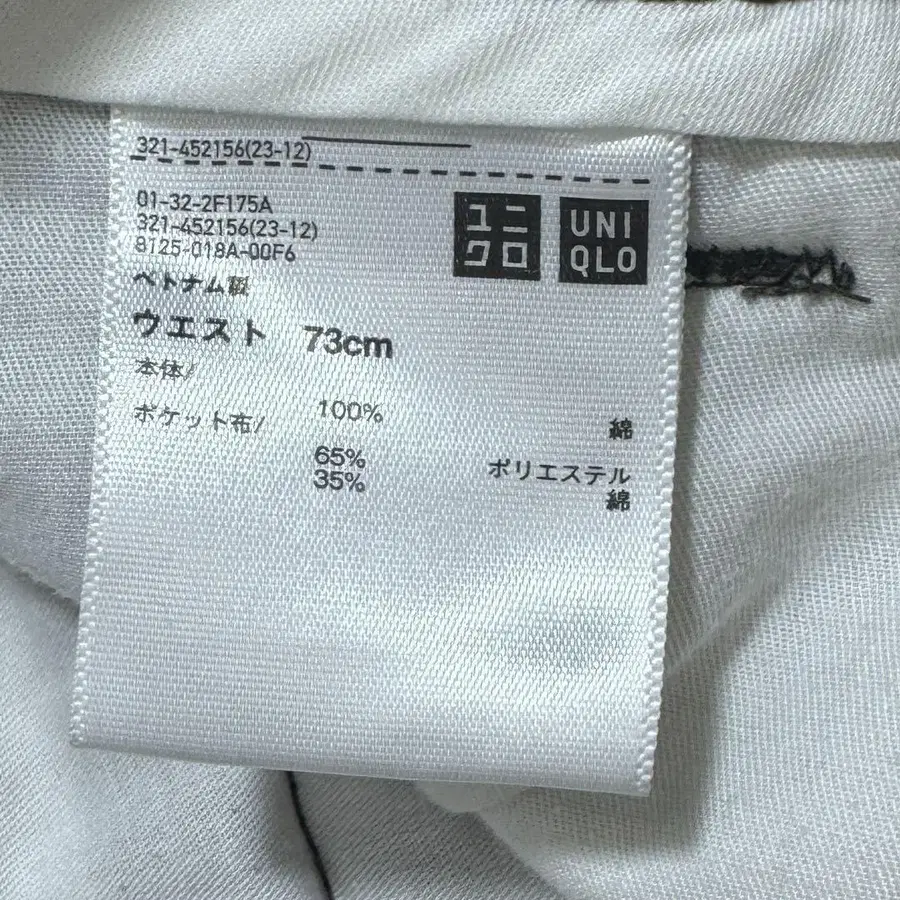 321-452156(23-12)
01-32-2F175A
321-452156(23-12)
8125-018A-00F6
ユニクロ
UNIQLO
ベトナム製
ウエスト 73cm
本体/
100% 綿
ポケット布/
65% ポリエステル
35% 綿